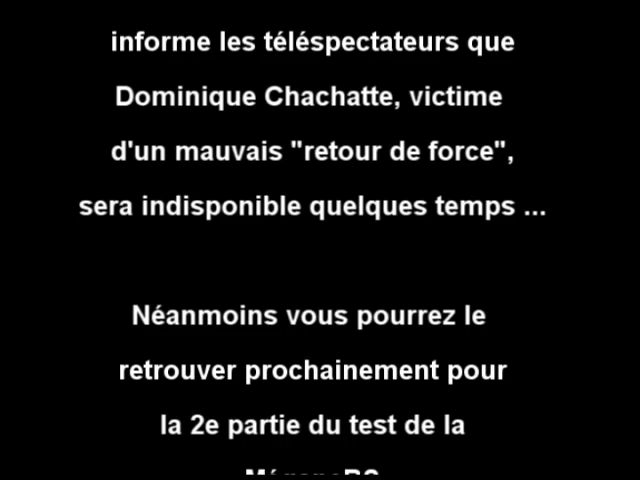 informe les téléspectateurs que
Dominique Chachatte, victime
d'un mauvais "retour de force",
sera indisponible quelques temps ...
Néanmoins vous pourrez le
retrouver prochainement pour
la 2e partie du test de la